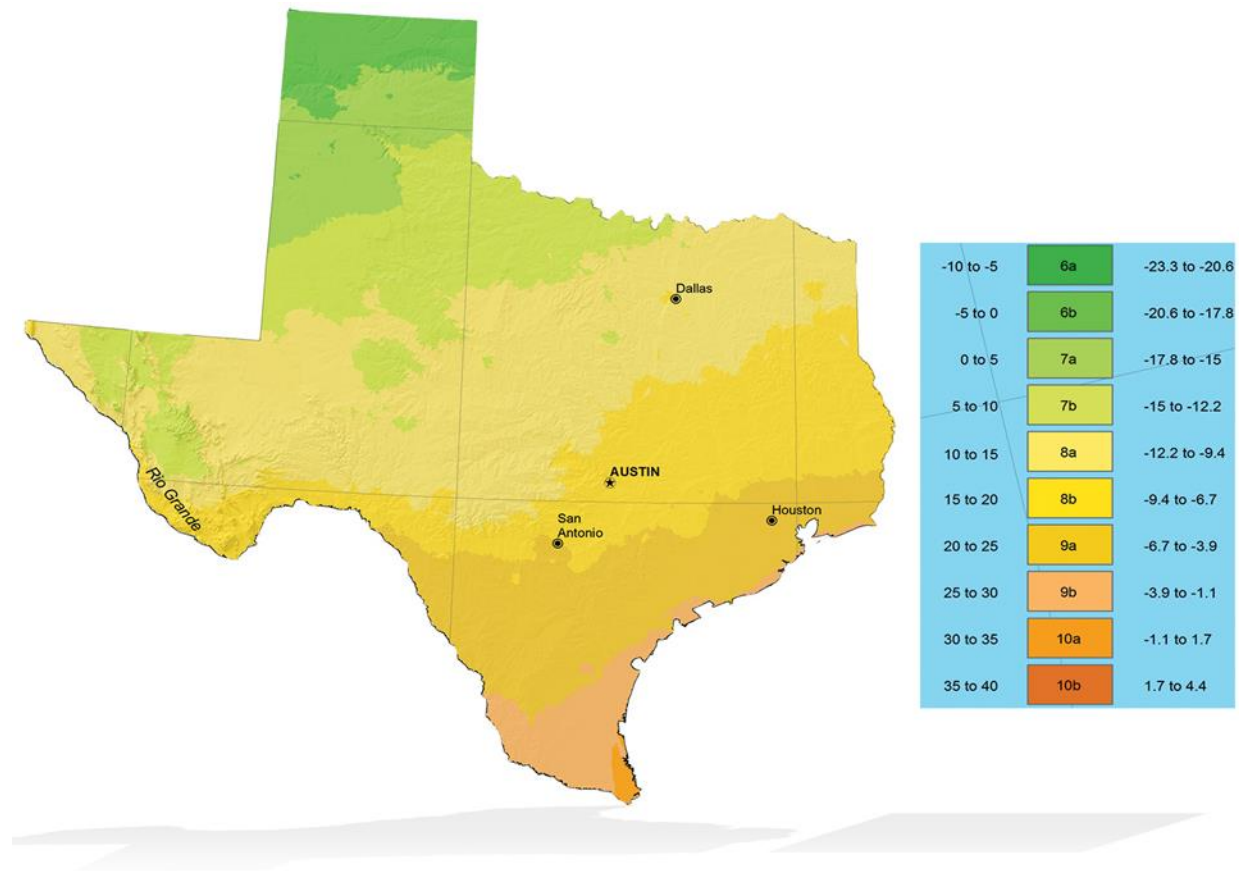 Dallas
AUSTIN
San
Antonio
Houston
Rio Grande
-10 to -5 6a -23.3 to -20.6
-5 to 0 6b -20.6 to -17.8
0 to 5 7a -17.8 to -15
5 to 10 7b -15 to -12.2
10 to 15 8a -12.2 to -9.4
15 to 20 8b -9.4 to -6.7
20 to 25 9a -6.7 to -3.9
25 to 30 9b -3.9 to -1.1
30 to 35 10a -1.1 to 1.7
35 to 40 10b 1.7 to 4.4